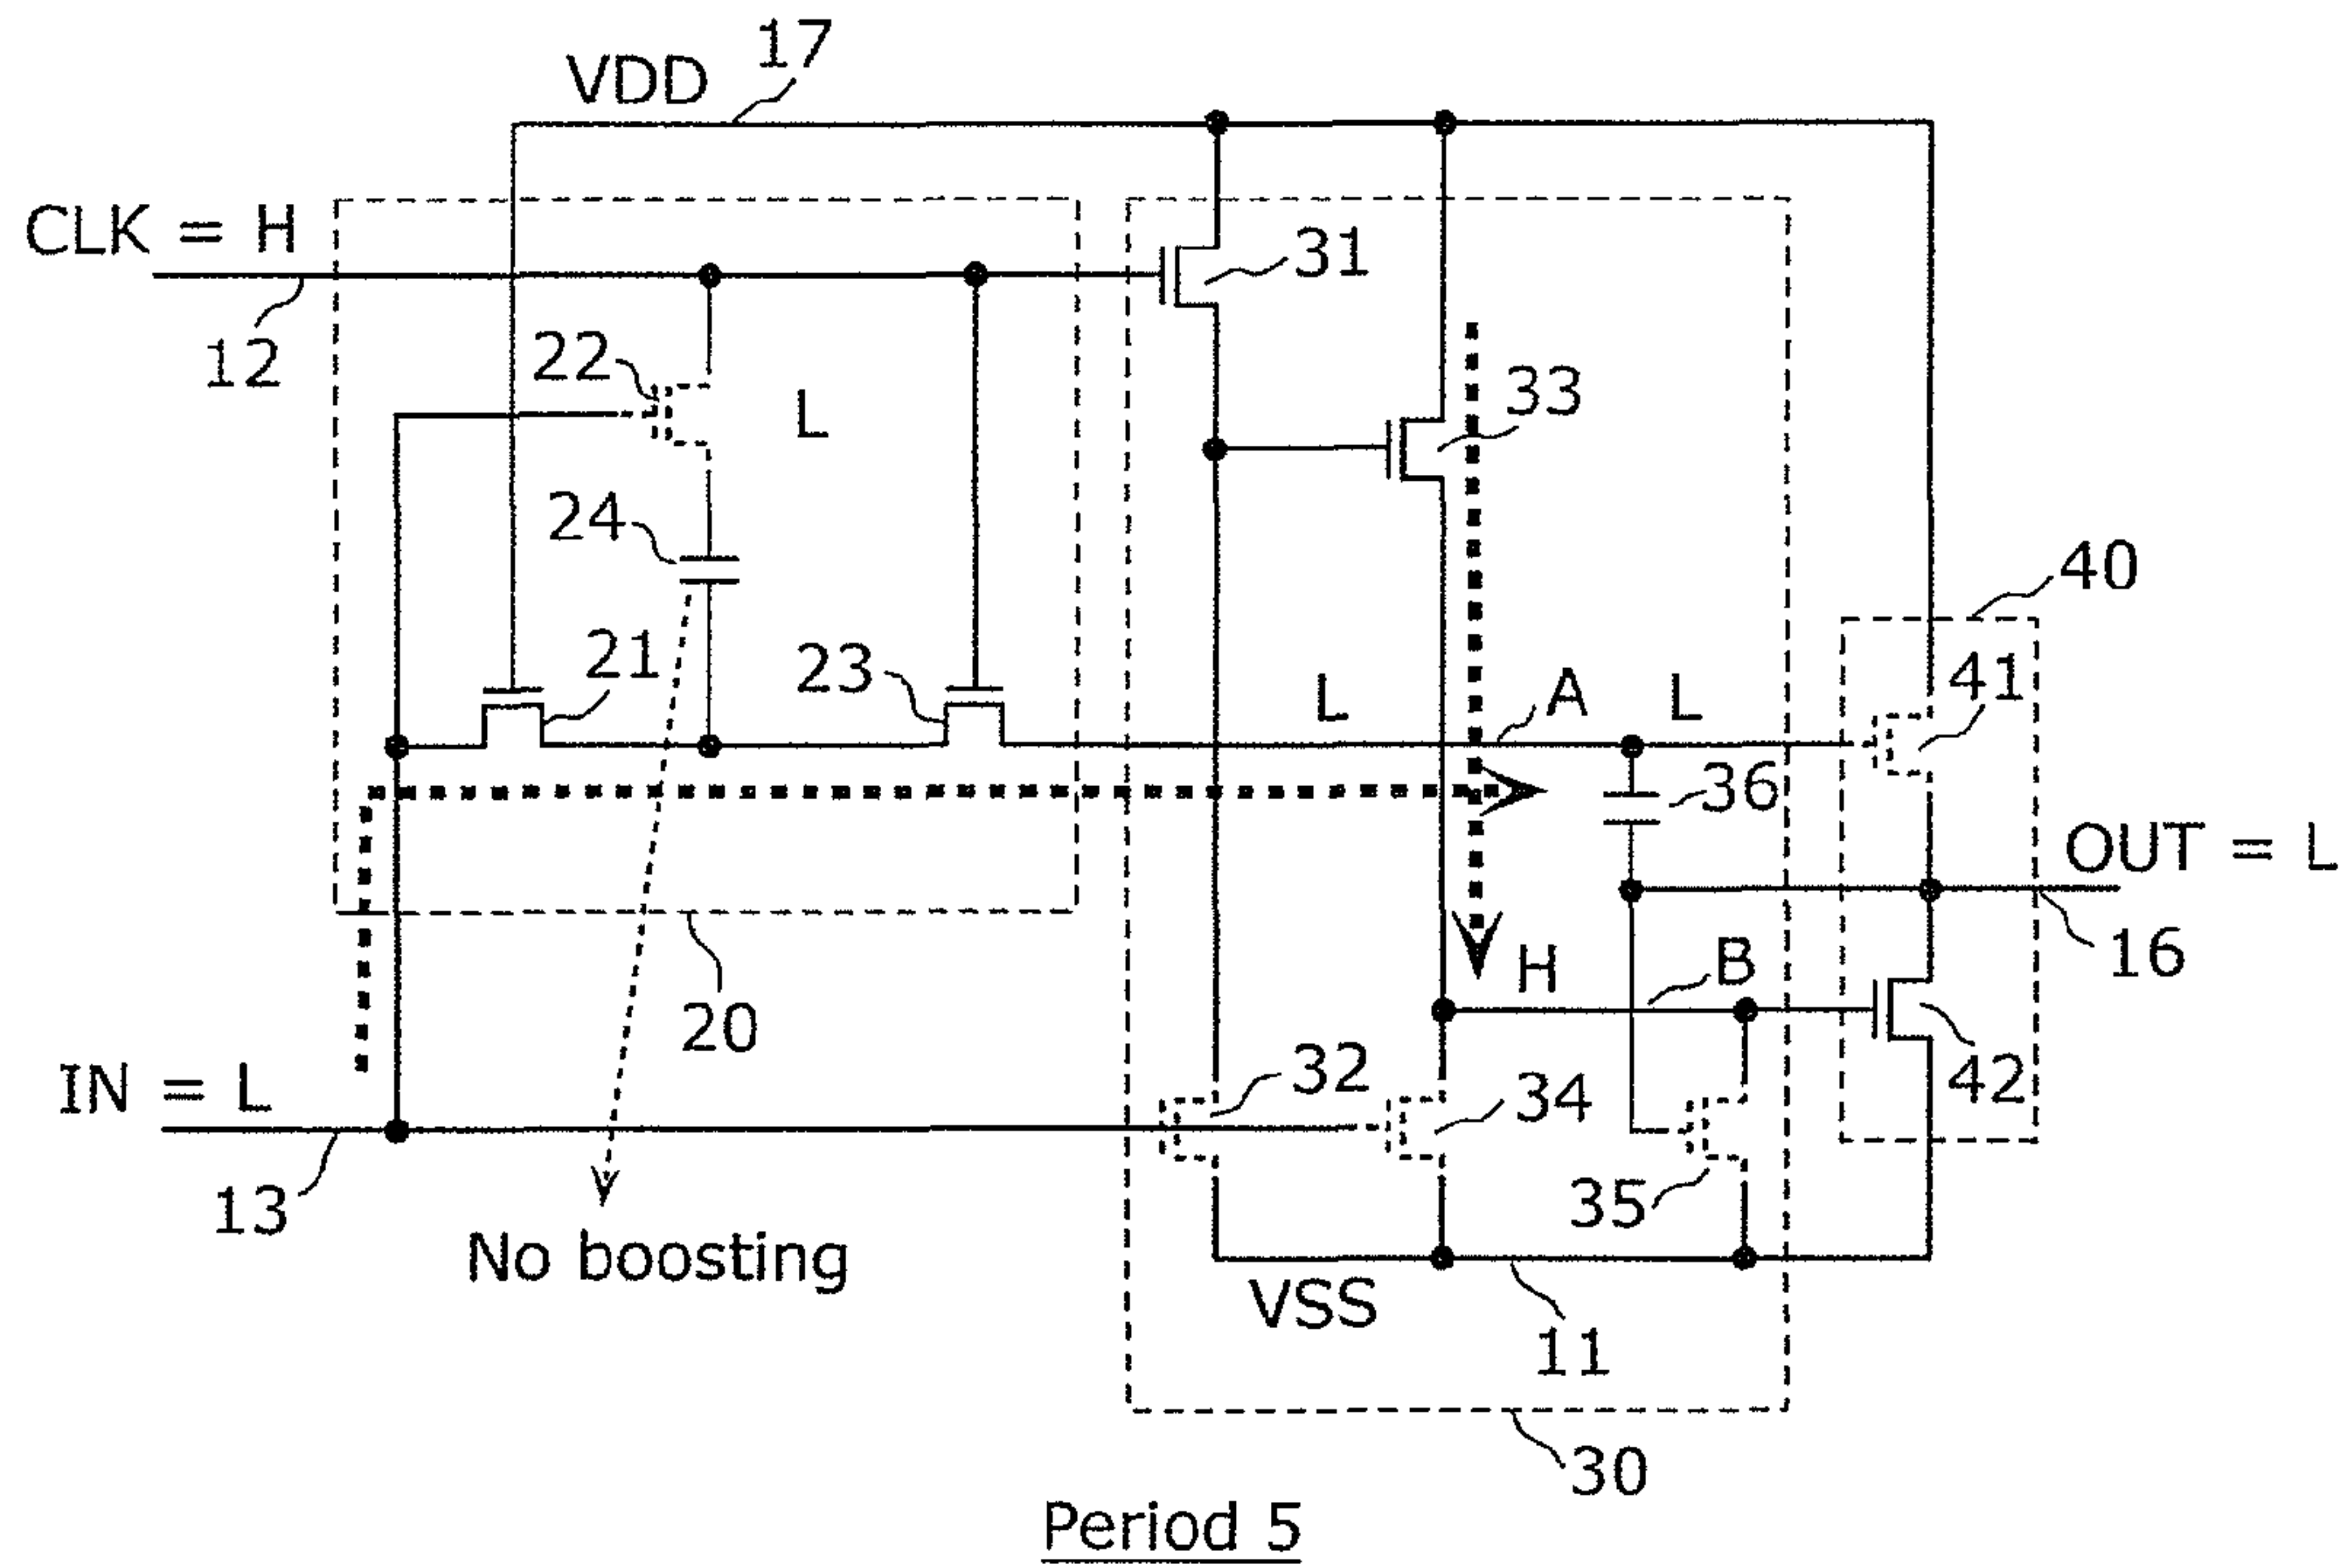 17
VDD
CLK = H
31
12
22
L
33
24
40
21
23
L
A
L
41
36
OUT = L
H
B
16
20
IN = L
32
34
42
13
35
No boosting
VSS
11
30
Period 5